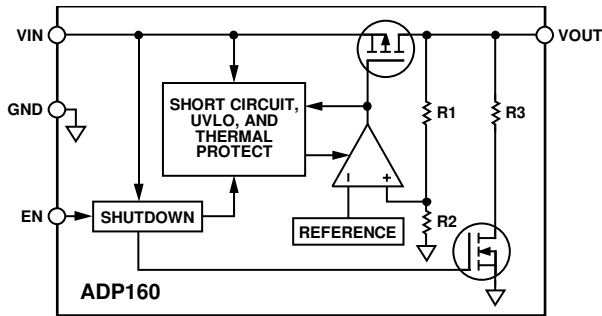 VIN
VOUT
GND
SHORT CIRCUIT,
UVLO, AND
THERMAL
PROTECT
R1
R3
– +
EN
SHUTDOWN
REFERENCE
R2
ADP160